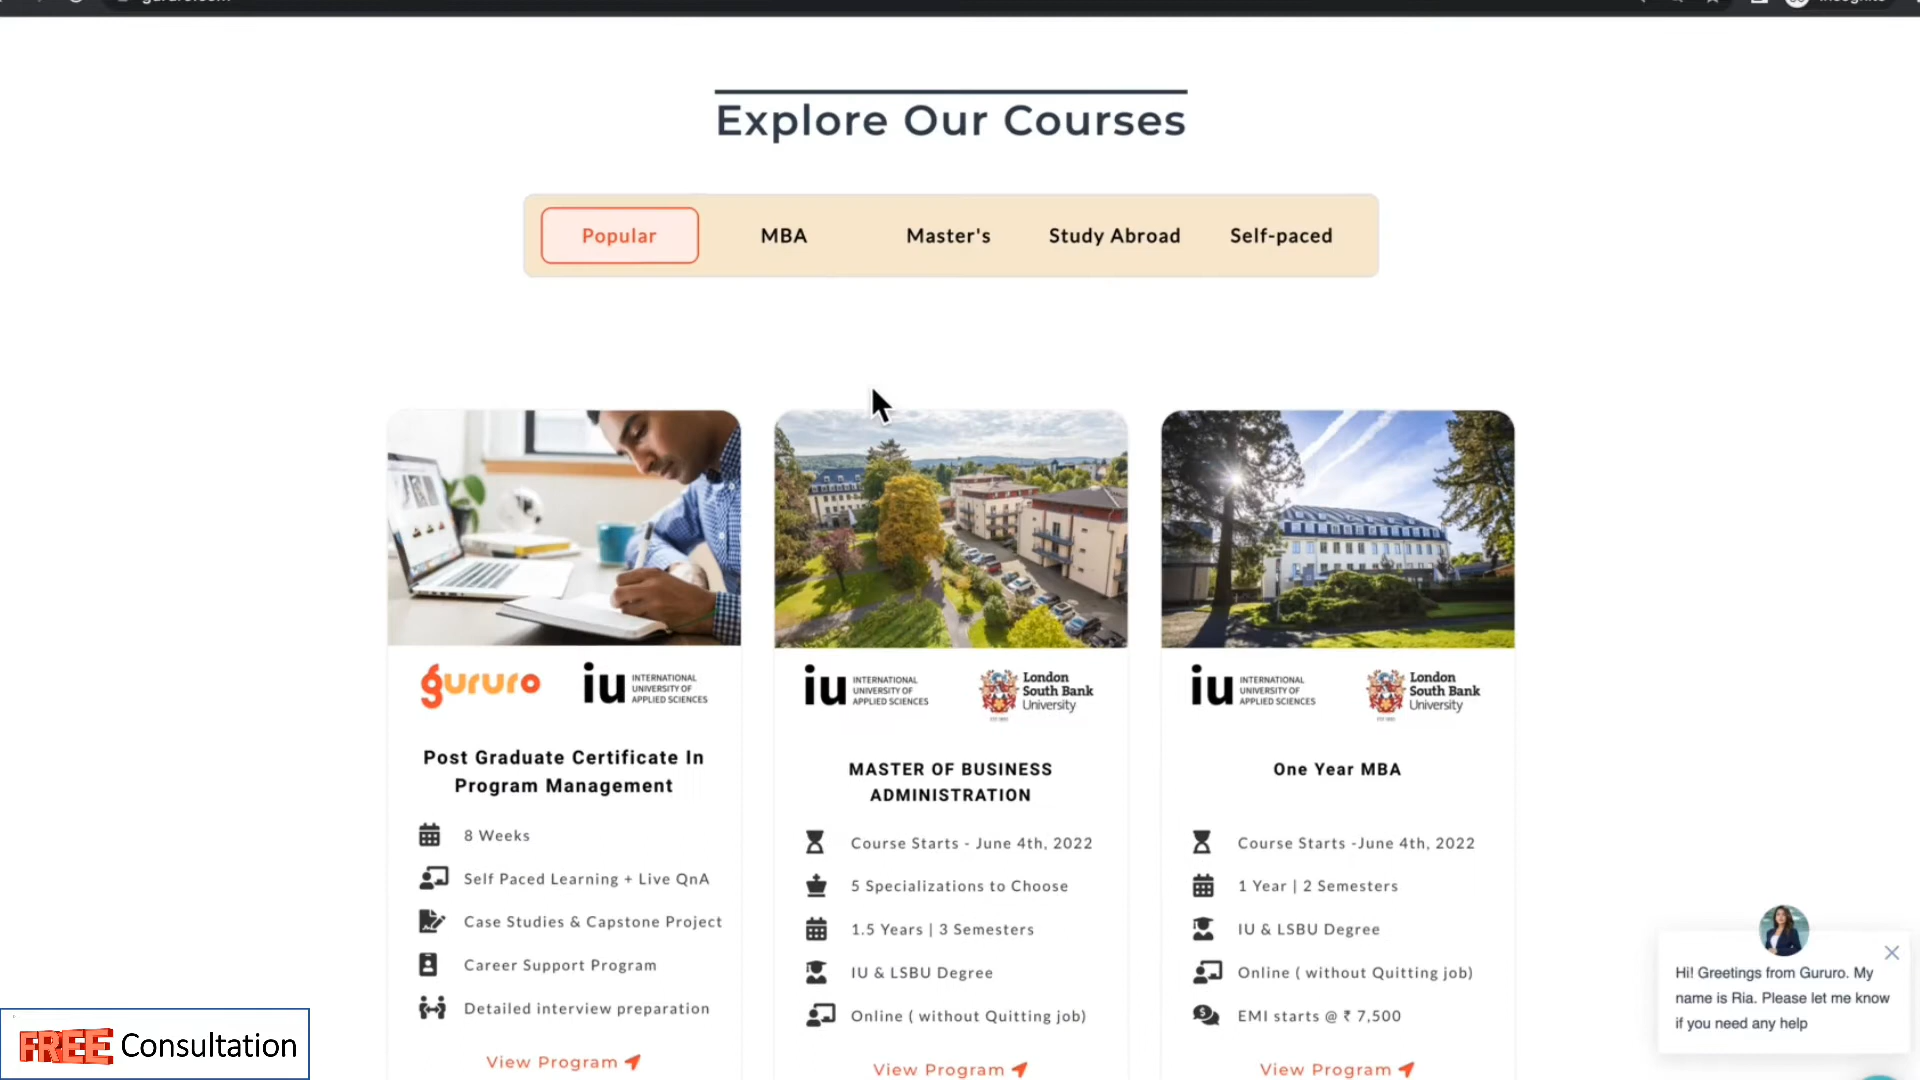 Explore Our Courses
Popular
MBA
Master's
Study Abroad
Self-paced
gururo
iu INTERNATIONAL
UNIVERSITY OF
APPLIED SCIENCES
Post Graduate Certificate In
Program Management
8 Weeks
Self Paced Learning + Live QnA
Case Studies & Capstone Project
Career Support Program
Detailed interview preparation
View Program
iu INTERNATIONAL
UNIVERSITY OF
APPLIED SCIENCES
London
South Bank
University
MASTER OF BUSINESS
ADMINISTRATION
Course Starts - June 4th, 2022
5 Specializations to Choose
1.5 Years | 3 Semesters
IU & LSBU Degree
Online ( without Quitting job)
View Program
iu INTERNATIONAL
UNIVERSITY OF
APPLIED SCIENCES
London
South Bank
University
One Year MBA
Course Starts -June 4th, 2022
1 Year | 2 Semesters
IU & LSBU Degree
Online ( without Quitting job)
EMI starts @ ₹ 7,500
View Program
Hi! Greetings from Gururo. My
name is Ria. Please let me know
if you need any help
FREE Consultation